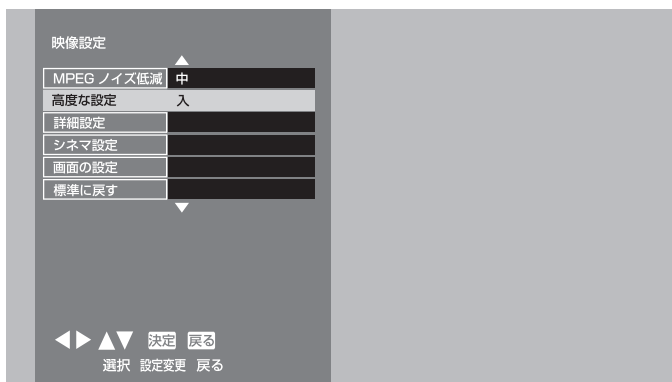 映像設定
MPEG ノイズ低減 中
高度な設定 入
詳細設定
シネマ設定
画面の設定
標準に戻す
決定 戻る
選択 設定変更 戻る